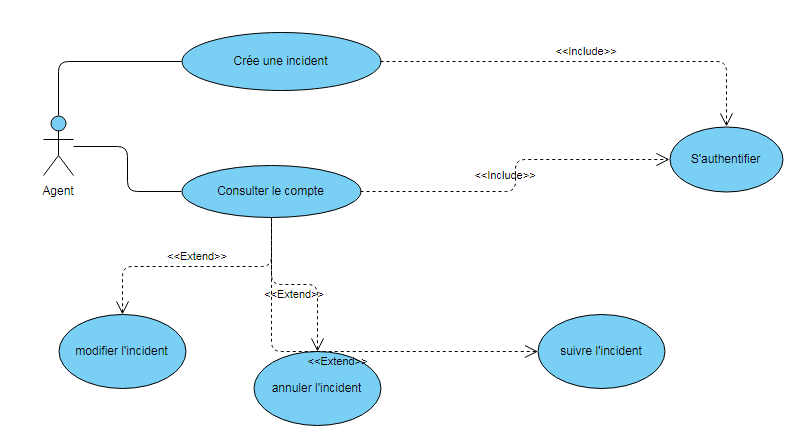 <<Include>>
Crée une incident
S'authentifier
<<Include>>
Agent
Consulter le compte
<<Extend>>
<<Extend>>
modifier l'incident
suivre l'incident
<<Extend>>
annuler l'incident